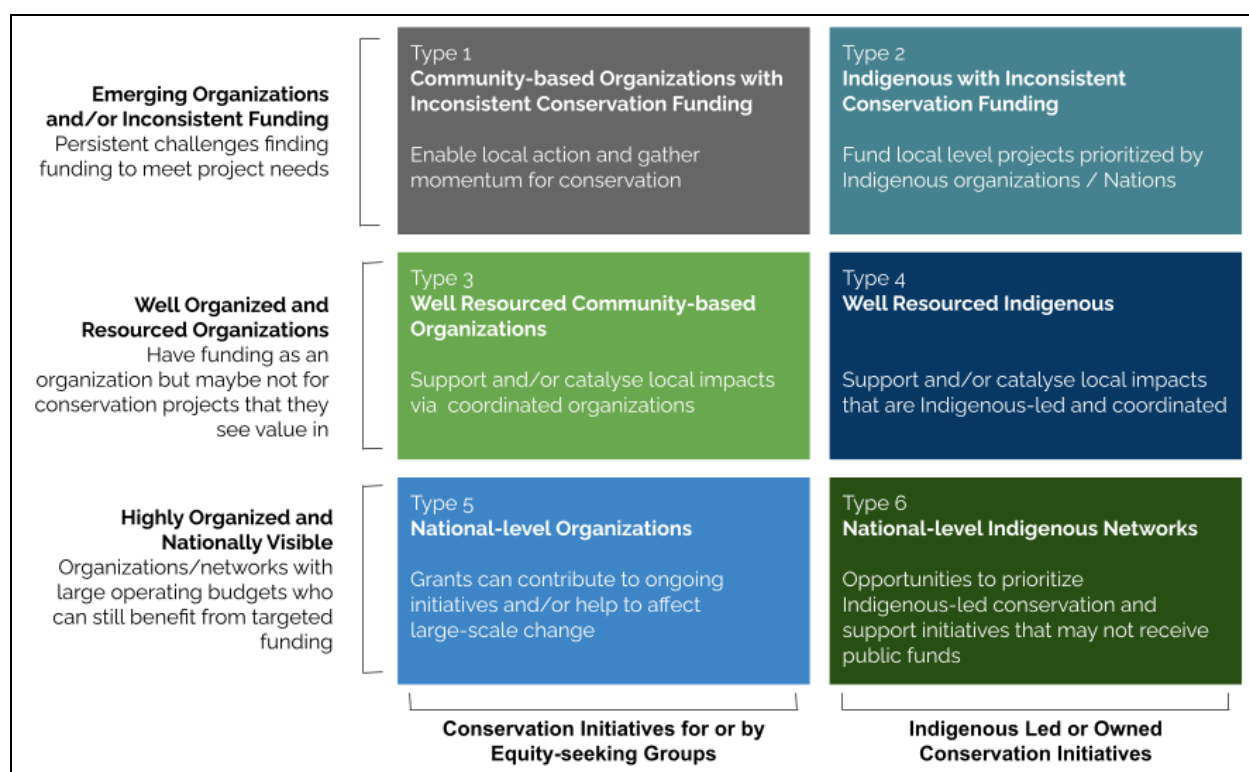 Emerging Organizations
and/or Inconsistent Funding
Persistent challenges finding
funding to meet project needs
Type 1
Community-based Organizations with
Inconsistent Conservation Funding
Enable local action and gather
momentum for conservation
Type 2
Indigenous with Inconsistent
Conservation Funding
Fund local level projects prioritized by
Indigenous organizations / Nations
Well Organized and
Resourced Organizations
Have funding as an
organization but maybe not for
conservation projects that they
see value in
Type 3
Well Resourced Community-based
Organizations
Support and/or catalyse local impacts
via coordinated organizations
Type 4
Well Resourced Indigenous
Support and/or catalyse local impacts
that are Indigenous-led and coordinated
Highly Organized and
Nationally Visible
Organizations/networks with
large operating budgets who
can still benefit from targeted
funding
Type 5
National-level Organizations
Grants can contribute to ongoing
initiatives and/or help to affect
large-scale change
Type 6
National-level Indigenous Networks
Opportunities to prioritize
Indigenous-led conservation and
support initiatives that may not receive
public funds
Conservation Initiatives for or by
Equity-seeking Groups
Indigenous Led or Owned
Conservation Initiatives